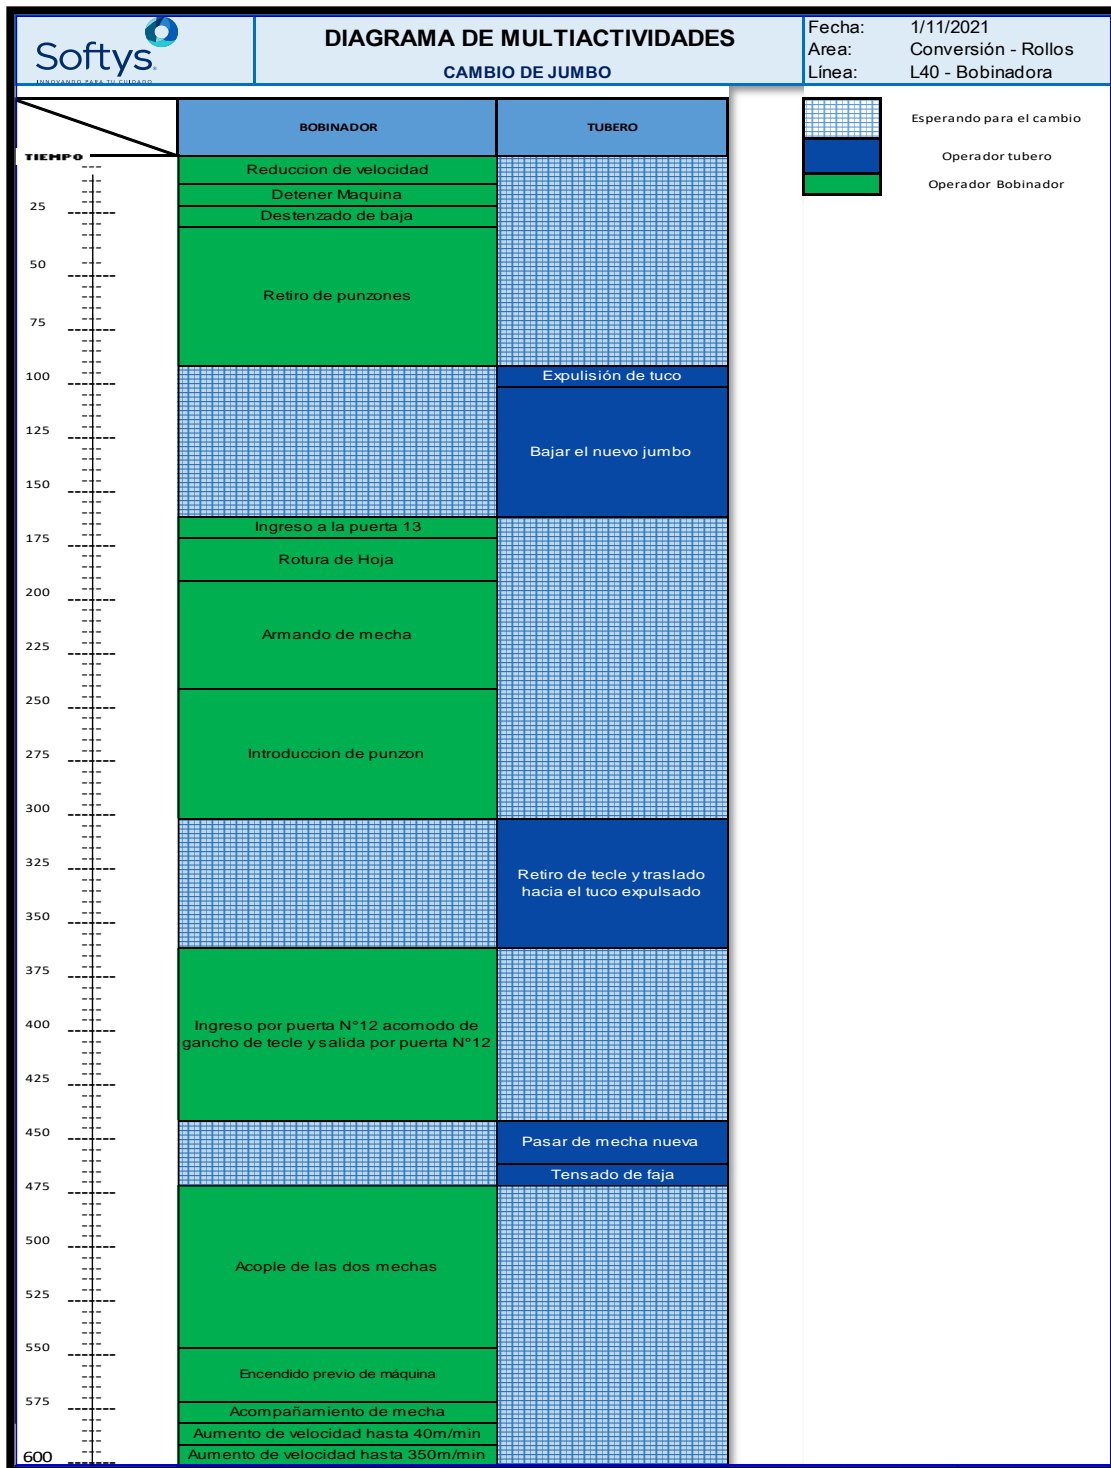 Softys
INNOVANDO PARA TU CUIDADO
DIAGRAMA DE MULTIACTIVIDADES
CAMBIO DE JUMBO
Fecha: 1/11/2021
Area: Conversión - Rollos
Línea: L40 - Bobinadora
TIEMPO
BOBINADOR
TUBERO
Esperando para el cambio
Operador tubero
Operador Bobinador
Reduccion de velocidad
Detener Maquina
25
Destenzado de baja
50
Retiro de punzones
75
100
Expulisión de tuco
125
Bajar el nuevo jumbo
150
Ingreso a la puerta 13
175
Rotura de Hoja
200
Armando de mecha
225
250
Introduccion de punzon
275
300
325
Retiro de tecle y traslado
hacia el tuco expulsado
350
375
400
Ingreso por puerta N°12 acomodo de
gancho de tecle y salida por puerta N°12
425
450
Pasar de mecha nueva
Tensado de faja
475
500
Acople de las dos mechas
525
550
Encendido previo de máquina
575
Acompañamiento de mecha
Aumento de velocidad hasta 40m/min
600
Aumento de velocidad hasta 350m/min